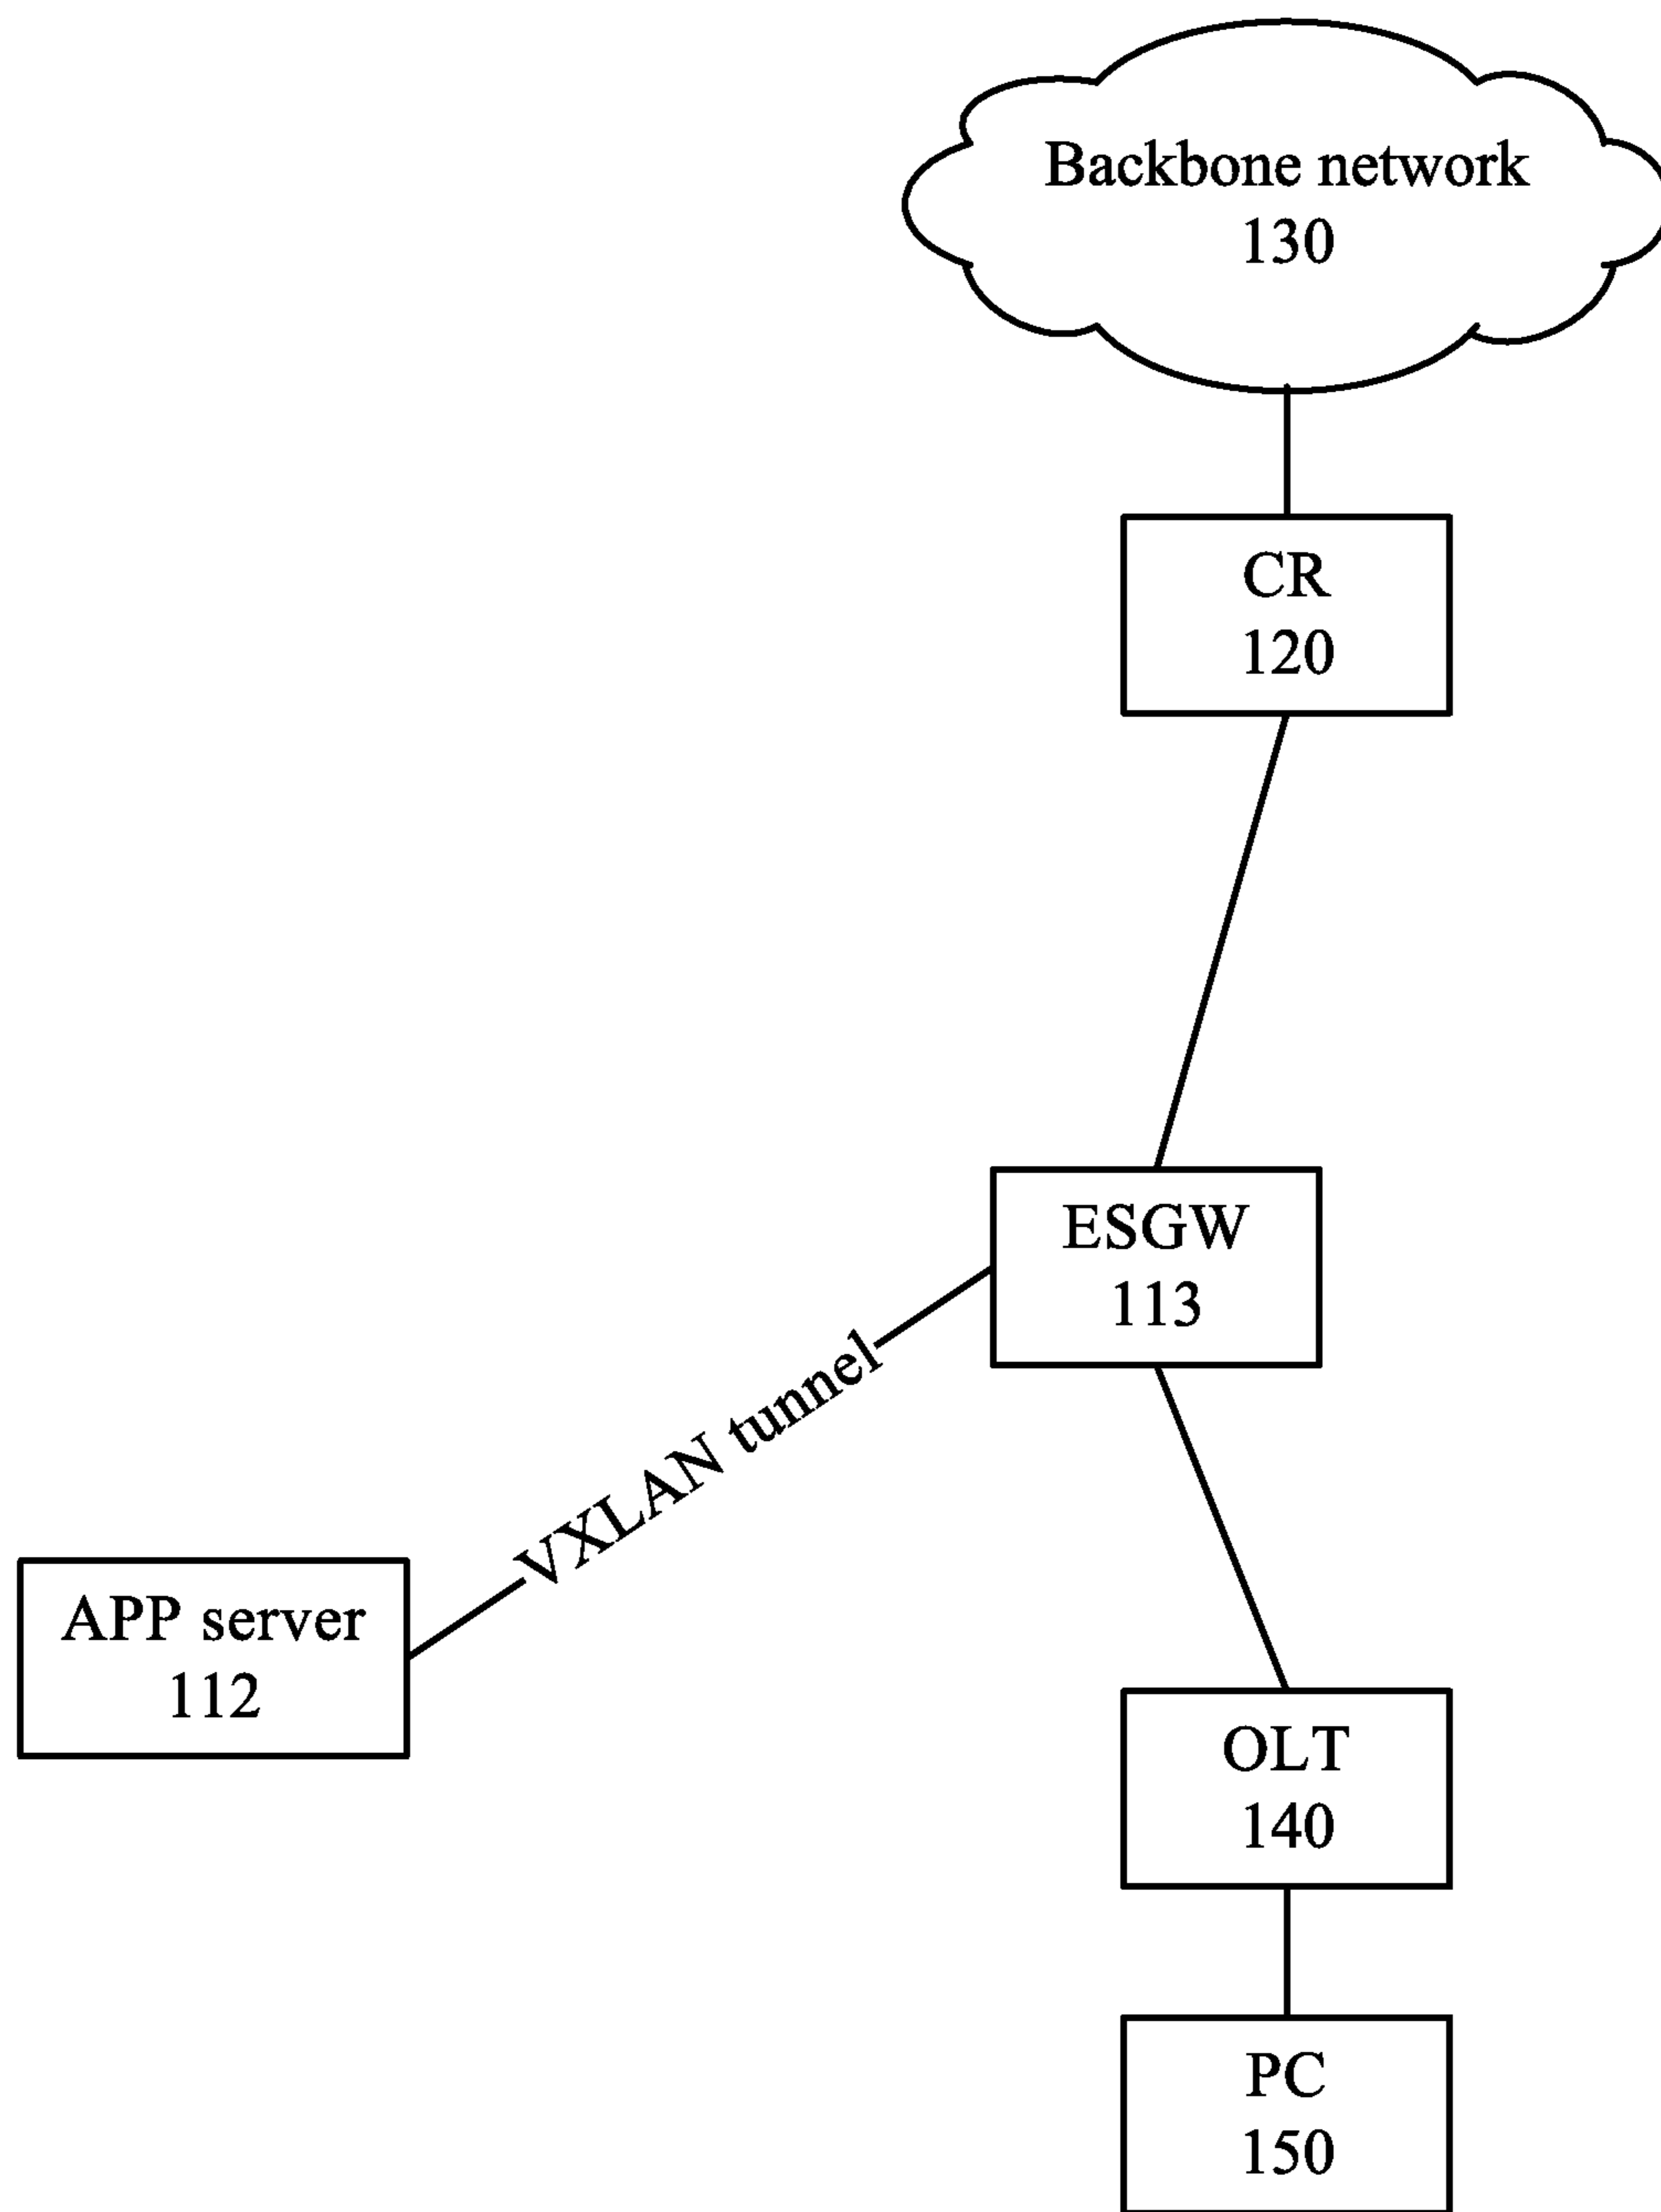 Backbone network
130
CR
120
ESGW
113
VXLAN tunnel
APP server
112
OLT
140
PC
150